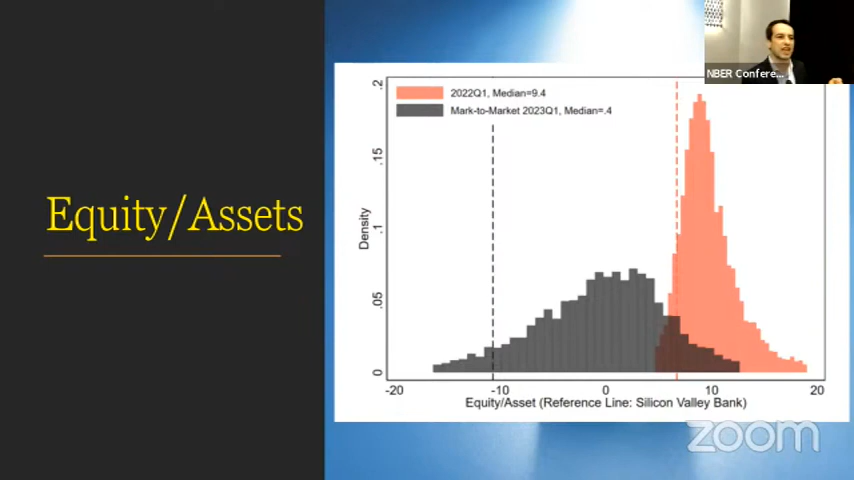 NBER Confere...
Equity/Assets
2022Q1, Median=9.4
Mark-to-Market 2023Q1, Median=.4
Density
.2
.15
.1
.05
0
-20
-10
0
10
20
Equity/Asset (Reference Line: Silicon Valley Bank)
zoom